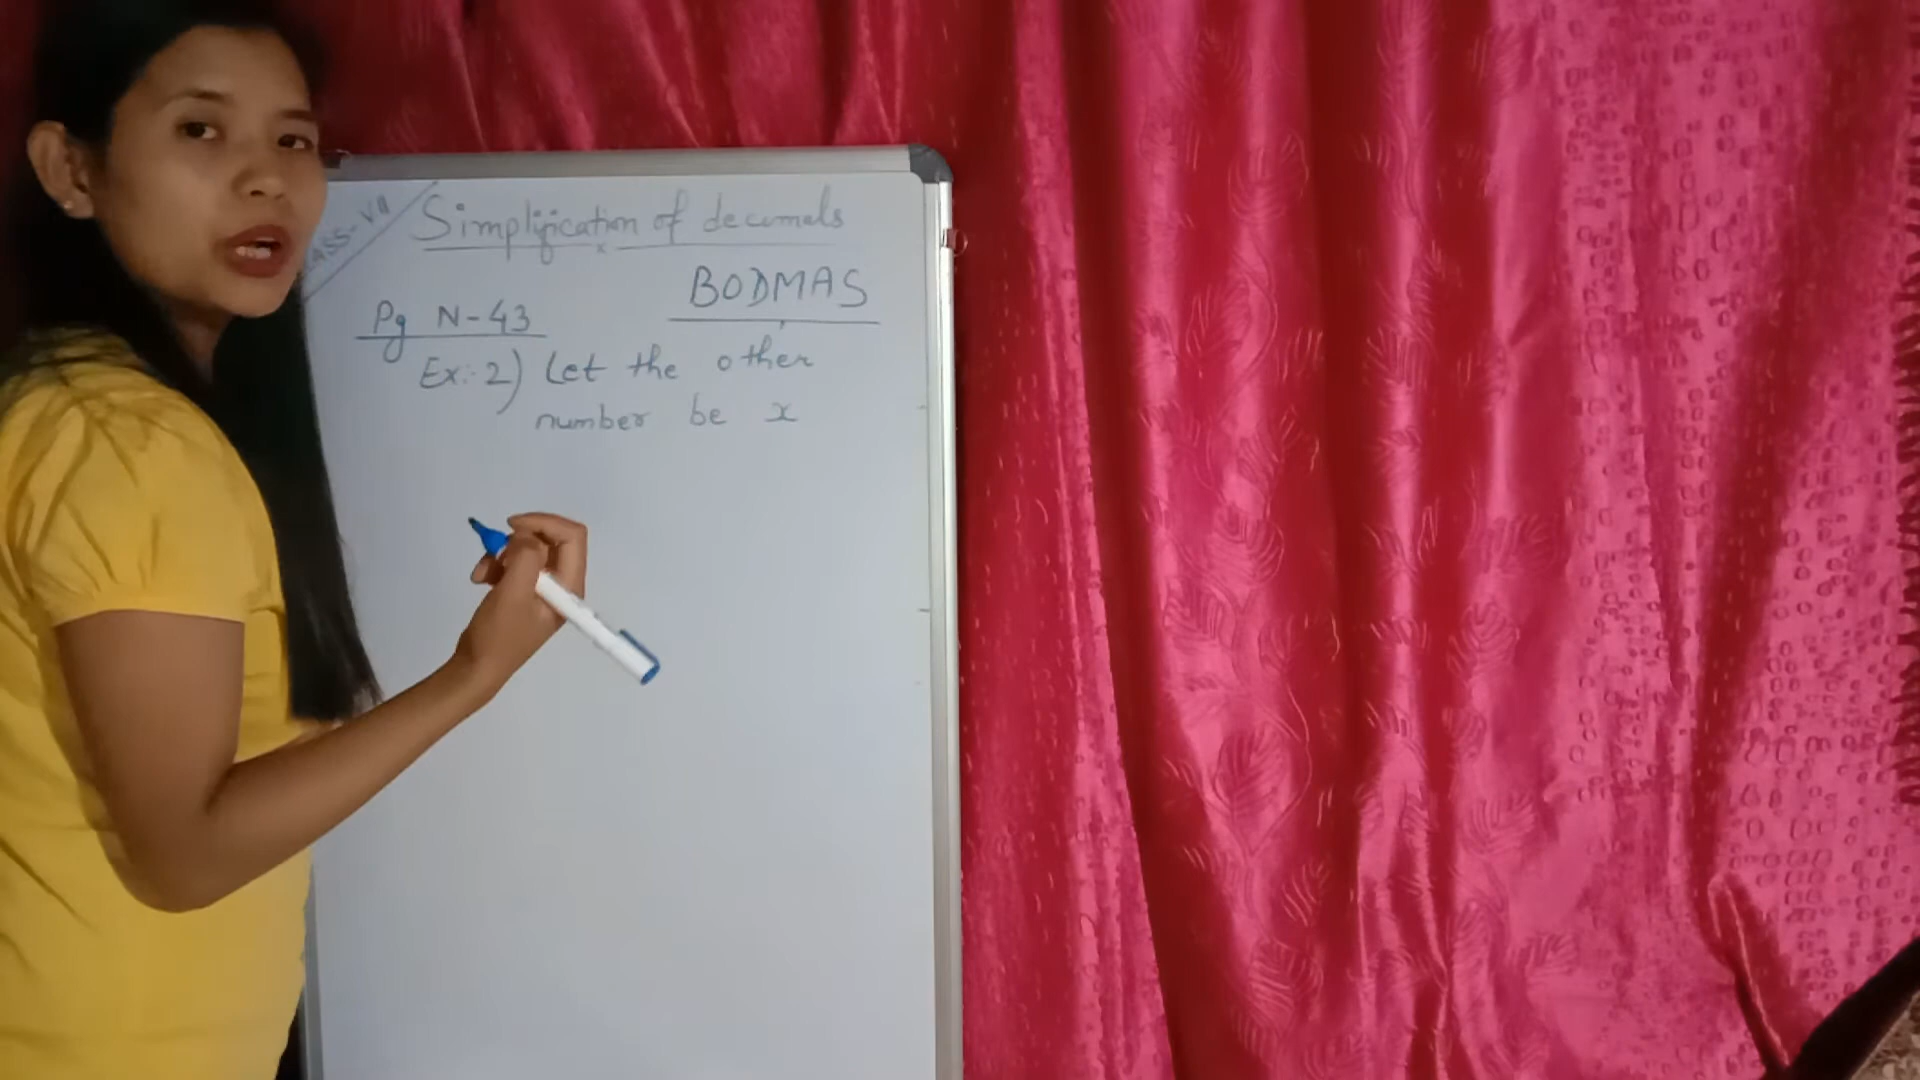 Simplification of decimals
BODMAS
Pg N-43
Ex:-2) Let the other
number be x